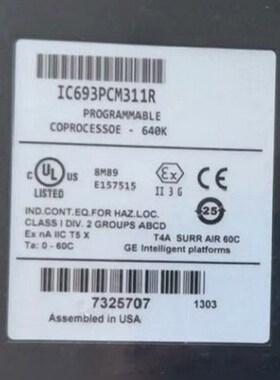 IC693PCM311R
PROGRAMMABLE
COPROCESSOE - 640K
C UL US
LISTED
8M89
E157515
Ex
II 3 G
CE
25
IND.CONT.EQ.FOR HAZ.LOC.
CLASS I DIV. 2 GROUPS ABCD
Ex nA IIC T5 X T4A SURR AIR 60C
Ta: 0 - 60C GE Intelligent platforms
7325707 1303
Assembled in USA